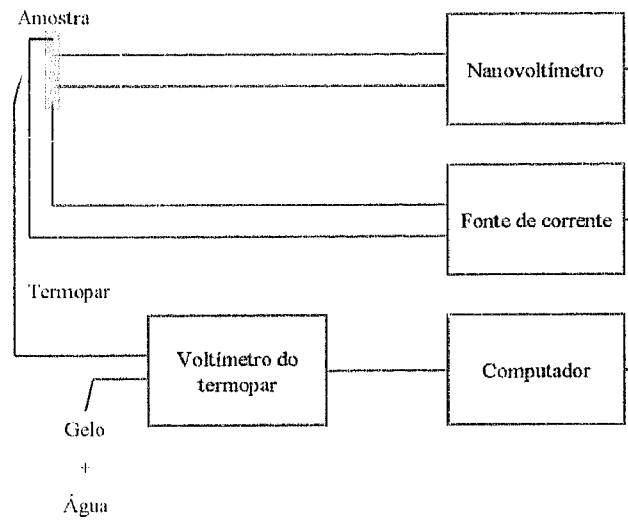 Amostra
Nanovoltímetro
Fonte de corrente
Termopar
Voltímetro do
termopar
Computador
Gelo
+
Água